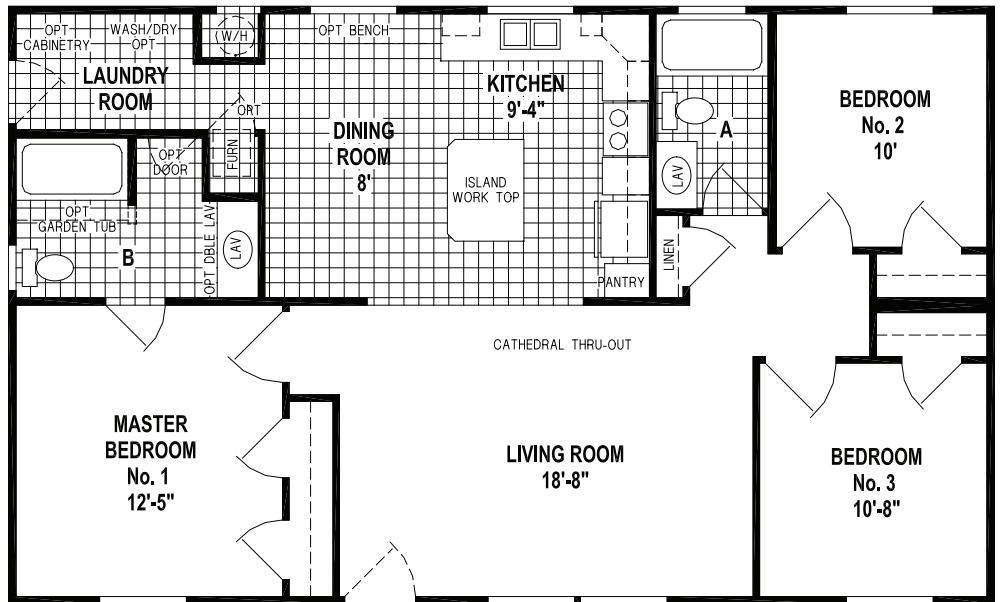 OPT
CABINETRY
WASH/DRY
OPT
W/H
LAUNDRY
ROOM
OPT
FURN
OPT BENCH
KITCHEN
9'-4"
DINING
ROOM
8'
ISLAND
WORK TOP
PANTRY
A
LAV
LINEN
BEDROOM
No. 2
10'
OPT
DOOR
OPT
GARDEN TUB
B
OPT DBLE LAV
LAV
CATHEDRAL THRU-OUT
MASTER
BEDROOM
No. 1
12'-5"
LIVING ROOM
18'-8"
BEDROOM
No. 3
10'-8"